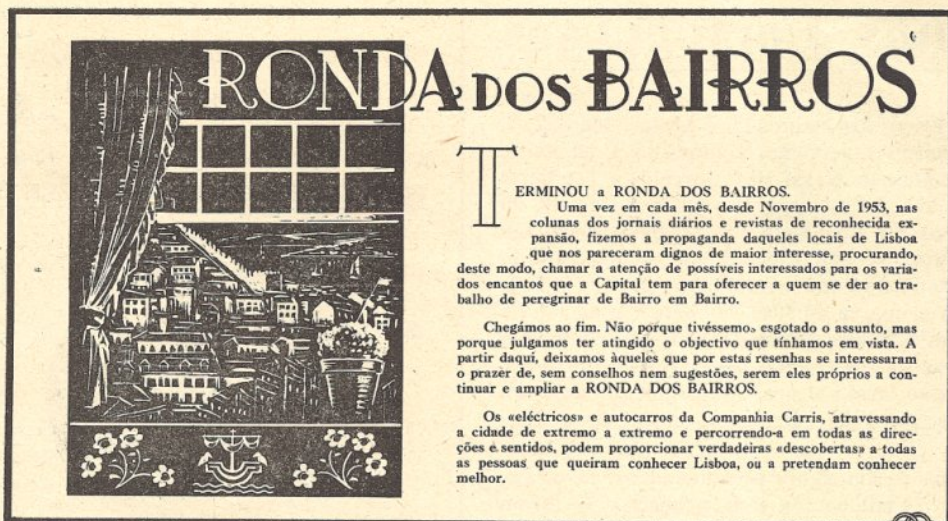 RONDA DOS BAIRROS
TERMINOU a RONDA DOS BAIRROS.
Uma vez em cada mês, desde Novembro de 1953, nas
colunas dos jornais diários e revistas de reconhecida ex-
pansão, fizemos a propaganda daqueles locais de Lisboa
que nos pareceram dignos de maior interesse, procurando,
deste modo, chamar a atenção de possíveis interessados para os varia-
dos encantos que a Capital tem para oferecer a quem se der ao tra-
balho de peregrinar de Bairro em Bairro.
Chegámos ao fim. Não porque tivéssemos esgotado o assunto, mas
porque julgamos ter atingido o objectivo que tínhamos em vista. A
partir daqui, deixamos àqueles que por estas resenhas se interessaram
o prazer de, sem conselhos nem sugestões, serem eles próprios a con-
tinuar e ampliar a RONDA DOS BAIRROS.
Os «eléctricos» e autocarros da Companhia Carris, atravessando
a cidade de extremo a extremo e percorrendo-a em todas as direc-
ções e sentidos, podem proporcionar verdadeiras «descobertas» a todas
as pessoas que queiram conhecer Lisboa, ou a pretendam conhecer
melhor.